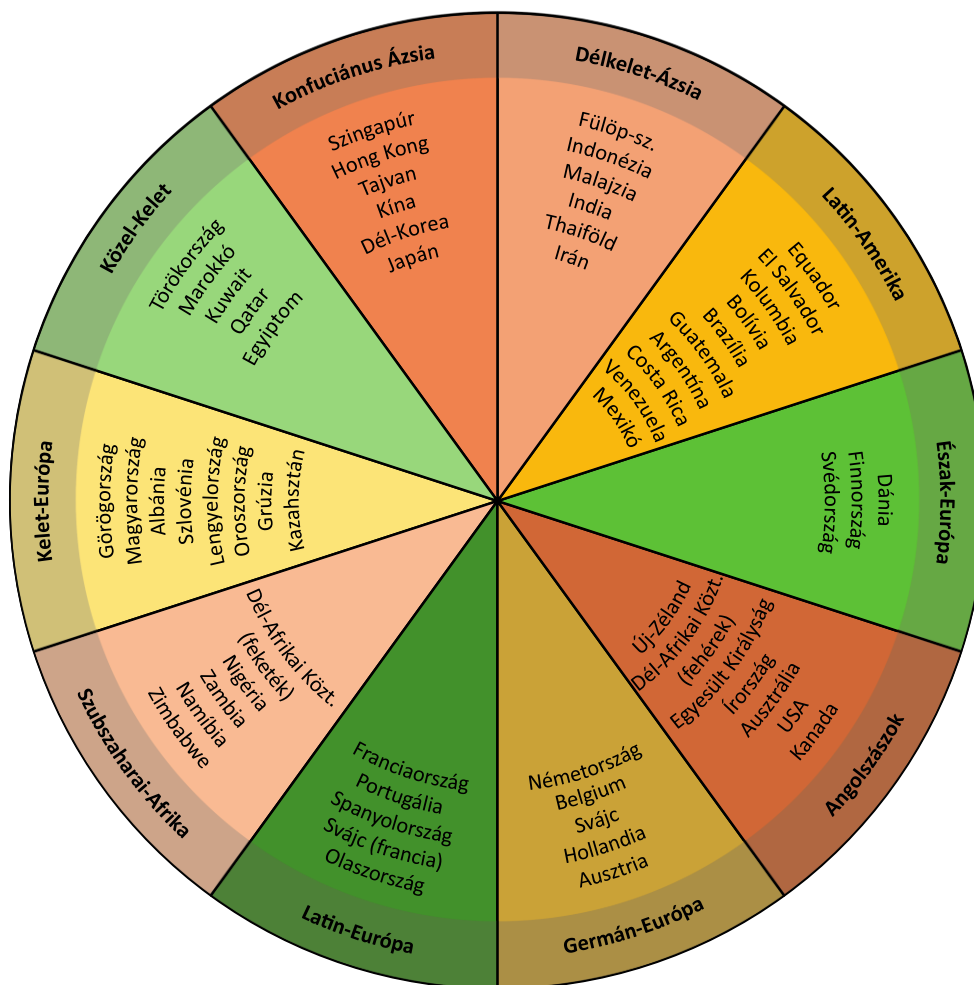 Konfuciánus Ázsia
Szingapúr
Hong Kong
Tajvan
Kína
Dél-Korea
Japán
Délkelet-Ázsia
Fülöp-sz.
Indonézia
Malajzia
India
Thaiföld
Irán
Latin-Amerika
Equador
El Salvador
Kolumbia
Bolívia
Brazília
Guatemala
Argentína
Costa Rica
Venezuela
Mexikó
Észak-Európa
Dánia
Finnország
Svédország
Angolszászok
Új-Zéland
Dél-Afrikai Közt.
(fehérek)
Egyesült Királyság
Írország
Ausztrália
USA
Kanada
Germán-Európa
Németország
Belgium
Svájc
Hollandia
Ausztria
Latin-Európa
Franciaország
Portugália
Spanyolország
Svájc (francia)
Olaszország
Szubszaharai-Afrika
Dél-Afrikai Közt.
(feketék)
Nigéria
Zambia
Namíbia
Zimbabwe
Kelet-Európa
Görögország
Magyarország
Albánia
Szlovénia
Lengyelország
Oroszország
Grúzia
Kazahsztán
Közel-Kelet
Törökország
Marokkó
Kuwait
Qatar
Egyiptom